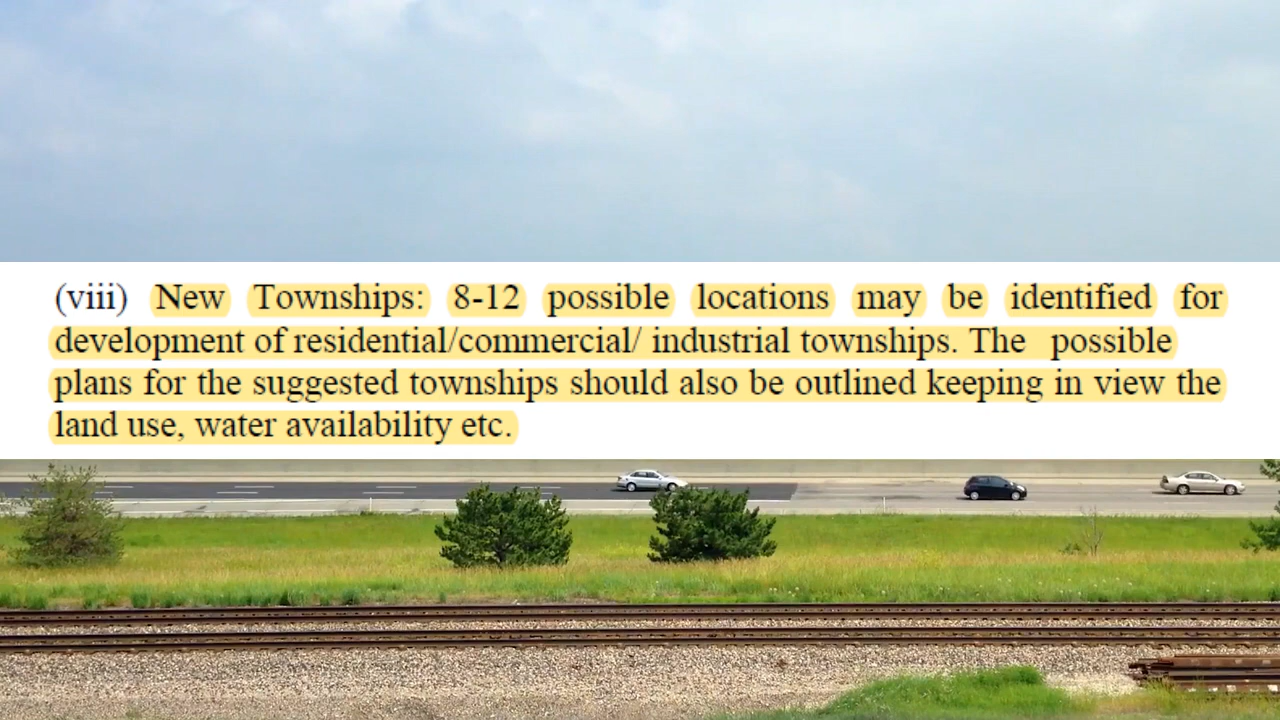 (viii) New Townships: 8-12 possible locations may be identified for
development of residential/commercial/ industrial townships. The possible
plans for the suggested townships should also be outlined keeping in view the
land use, water availability etc.